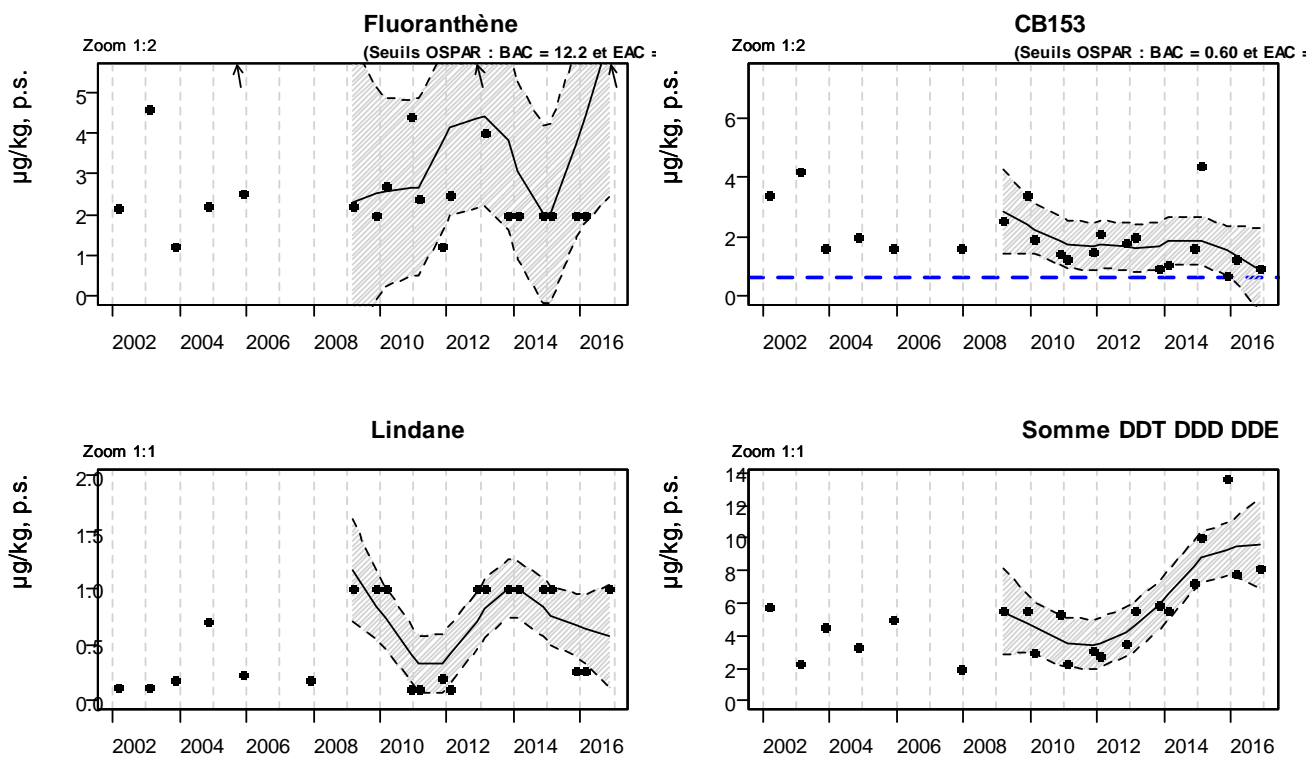 Fluoranthène
Zoom 1:2
(Seuils OSPAR : BAC = 12.2 et EAC =
µg/kg, p.s.
5
4
3
2
1
0
2002 2004 2006 2008 2010 2012 2014 2016
CB153
Zoom 1:2
(Seuils OSPAR : BAC = 0.60 et EAC =
µg/kg, p.s.
6
4
2
0
2002 2004 2006 2008 2010 2012 2014 2016
Lindane
Zoom 1:1
µg/kg, p.s.
2.0
1.5
1.0
0.5
0.0
2002 2004 2006 2008 2010 2012 2014 2016
Somme DDT DDD DDE
Zoom 1:1
µg/kg, p.s.
14
12
10
8
6
4
2
0
2002 2004 2006 2008 2010 2012 2014 2016